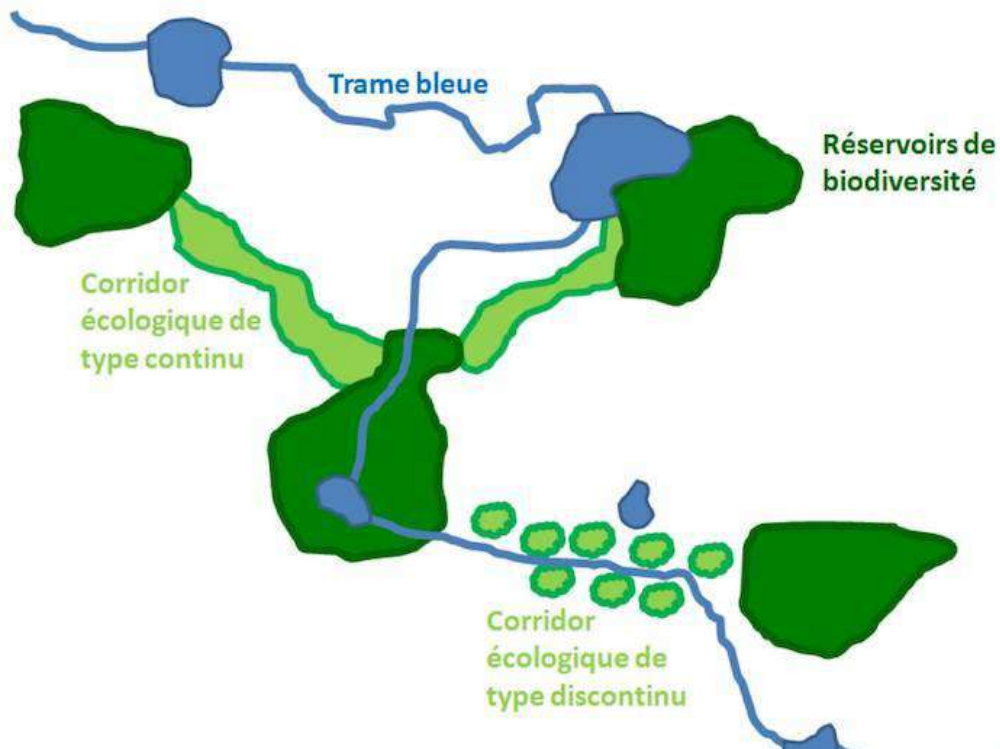 Trame bleue
Réservoirs de
biodiversité
Corridor
écologique de
type continu
Corridor
écologique de
type discontinu